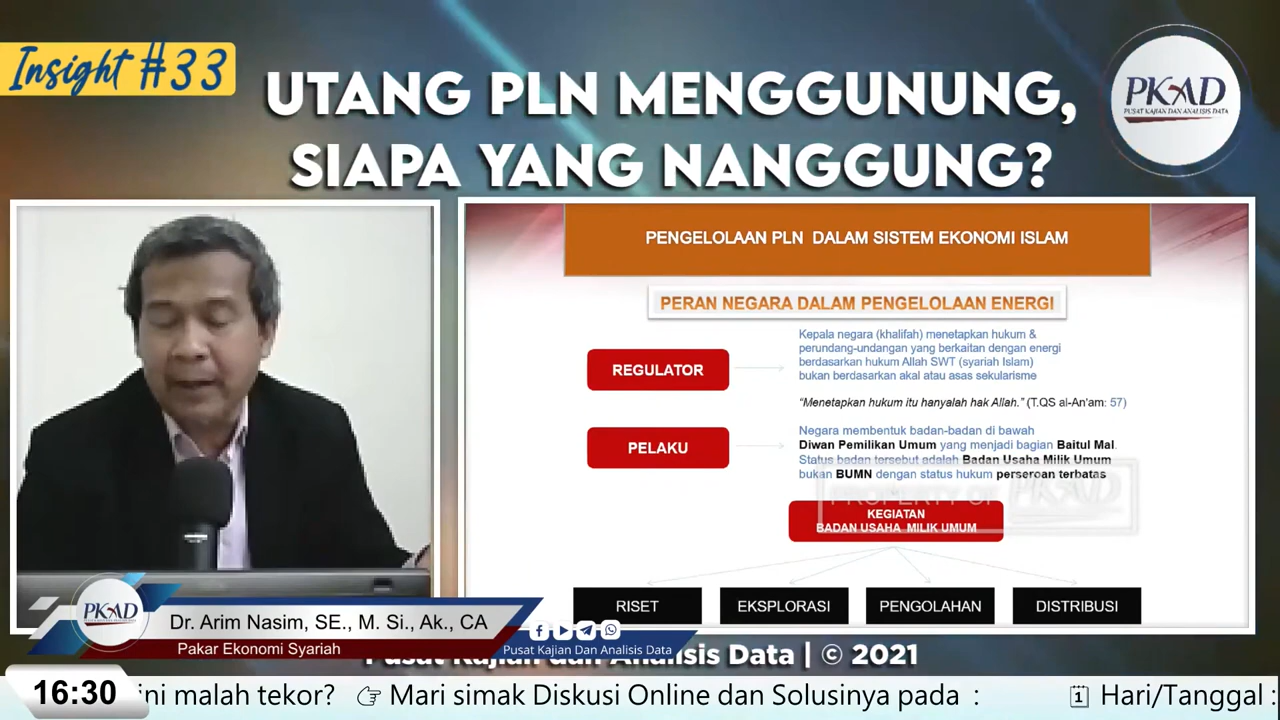 Insight #33
UTANG PLN MENGGUNUNG,
SIAPA YANG NANGGUNG?
PKAD
PUSAT KAJIAN DAN ANALISIS DATA
PENGELOLAAN PLN DALAM SISTEM EKONOMI ISLAM
PERAN NEGARA DALAM PENGELOLAAN ENERGI
REGULATOR
Kepala negara (khalifah) menetapkan hukum &
perundang-undangan yang berkaitan dengan energi
berdasarkan hukum Allah SWT (syariah Islam)
bukan berdasarkan akal atau asas sekularisme
“Menetapkan hukum itu hanyalah hak Allah.” (T.QS al-An’am: 57)
PELAKU
Negara membentuk badan-badan di bawah
Diwan Pemilikan Umum yang menjadi bagian Baitul Mal.
Status badan tersebut adalah Badan Usaha Milik Umum
bukan BUMN dengan status hukum perseroan terbatas
PROPERTY OF PKAD
KEGIATAN
BADAN USAHA MILIK UMUM
RISET
EKSPLORASI
PENGOLAHAN
DISTRIBUSI
PKAD
Dr. Arim Nasim, SE., M. Si., Ak., CA
Pakar Ekonomi Syariah
Pusat Kajian Dan Analisis Data
Pusat Kajian dan Analisis Data | © 2021
16:30
ini malah tekor? 👉 Mari simak Diskusi Online dan Solusinya pada : 🗓 Hari/Tanggal :